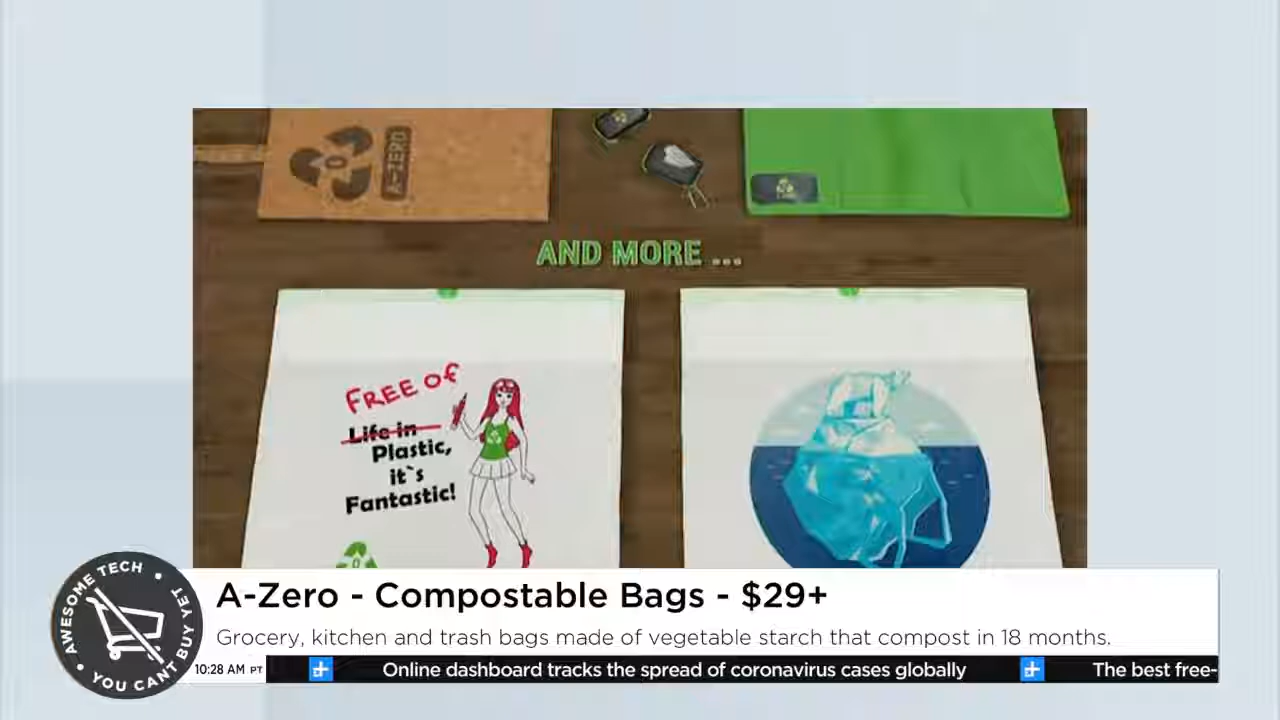 A-ZERO
AND MORE ...
FREE OF
Life in
Plastic,
it`s
Fantastic!
AWESOME TECH
YOU CANT BUY YET
A-Zero - Compostable Bags - $29+
Grocery, kitchen and trash bags made of vegetable starch that compost in 18 months.
10:28 AM PT
Online dashboard tracks the spread of coronavirus cases globally
The best free-